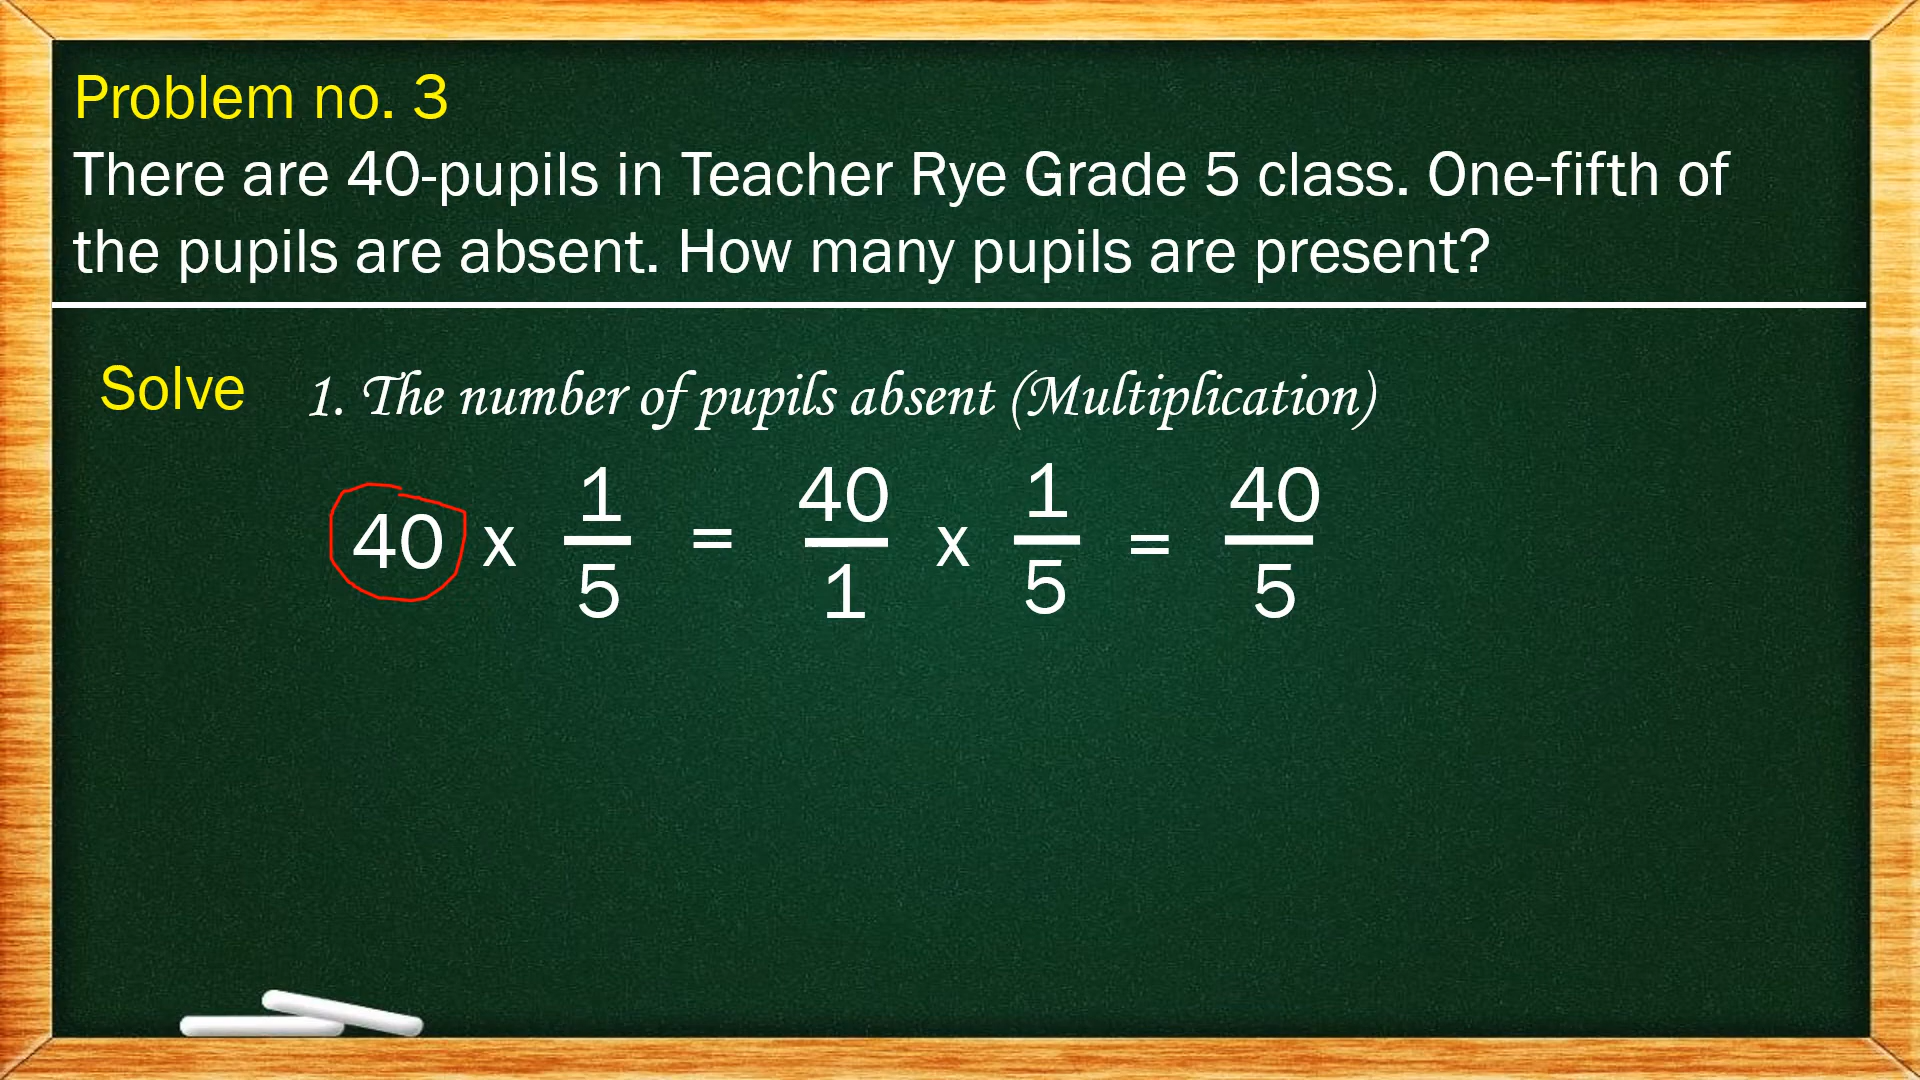 Problem no. 3
There are 40-pupils in Teacher Rye Grade 5 class. One-fifth of
the pupils are absent. How many pupils are present?
Solve 1. The number of pupils absent (Multiplication)
40 x 1/5 = 40/1 x 1/5 = 40/5